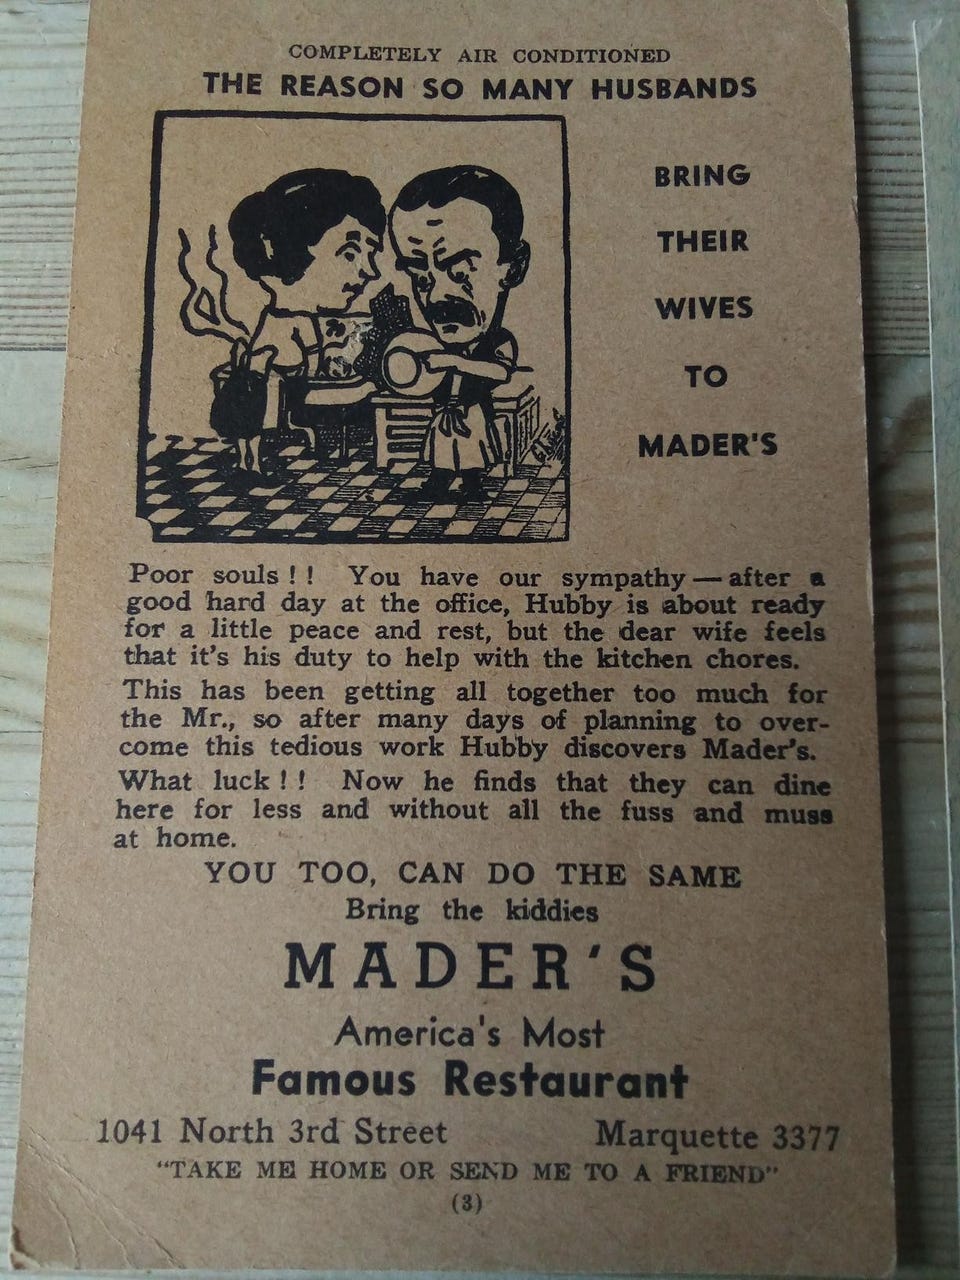 COMPLETELY AIR CONDITIONED
THE REASON SO MANY HUSBANDS
BRING
THEIR
WIVES
TO
MADER'S
Poor souls!! You have our sympathy — after a
good hard day at the office, Hubby is about ready
for a little peace and rest, but the dear wife feels
that it's his duty to help with the kitchen chores.
This has been getting all together too much for
the Mr., so after many days of planning to over-
come this tedious work Hubby discovers Mader's.
What luck!! Now he finds that they can dine
here for less and without all the fuss and muss
at home.
YOU TOO, CAN DO THE SAME
Bring the kiddies
MADER'S
America's Most
Famous Restaurant
1041 North 3rd Street Marquette 3377
"TAKE ME HOME OR SEND ME TO A FRIEND"
(3)